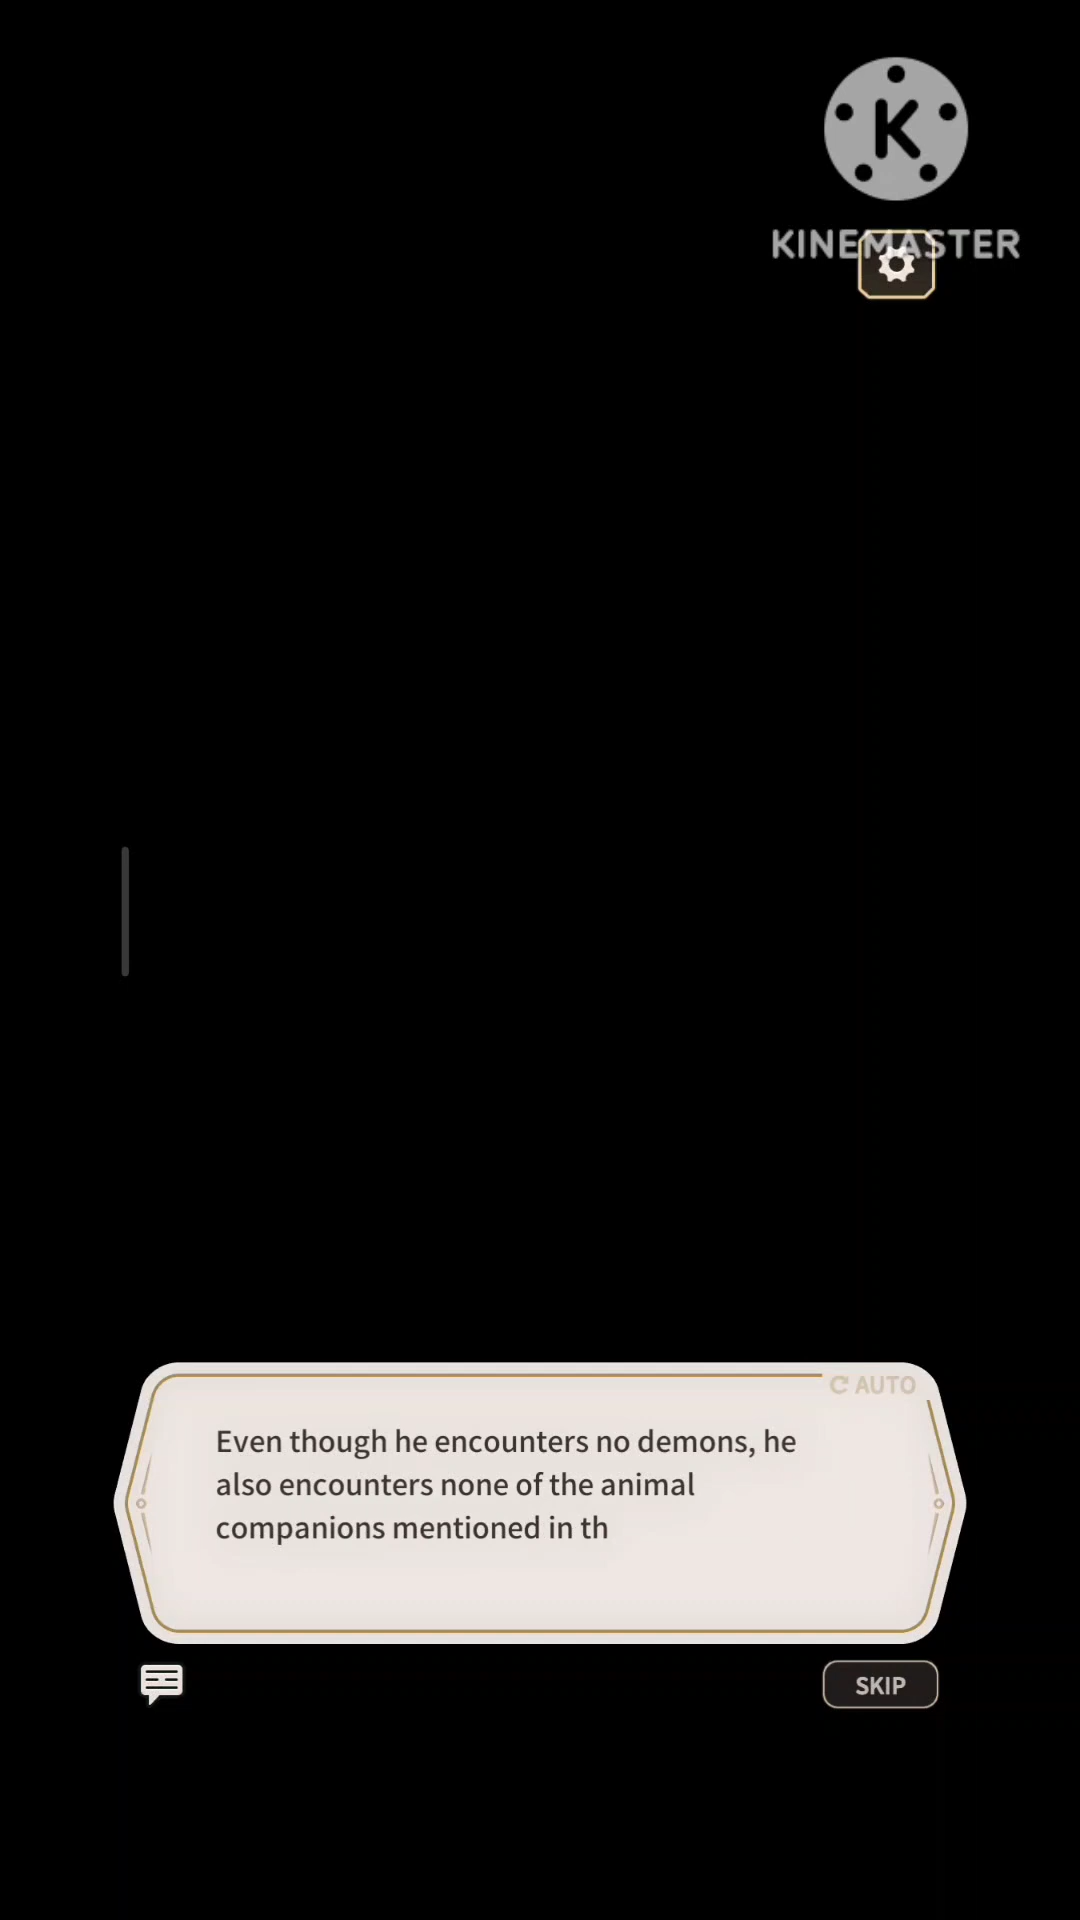 K
KINEMASTER
AUTO
Even though he encounters no demons, he
also encounters none of the animal
companions mentioned in th
SKIP